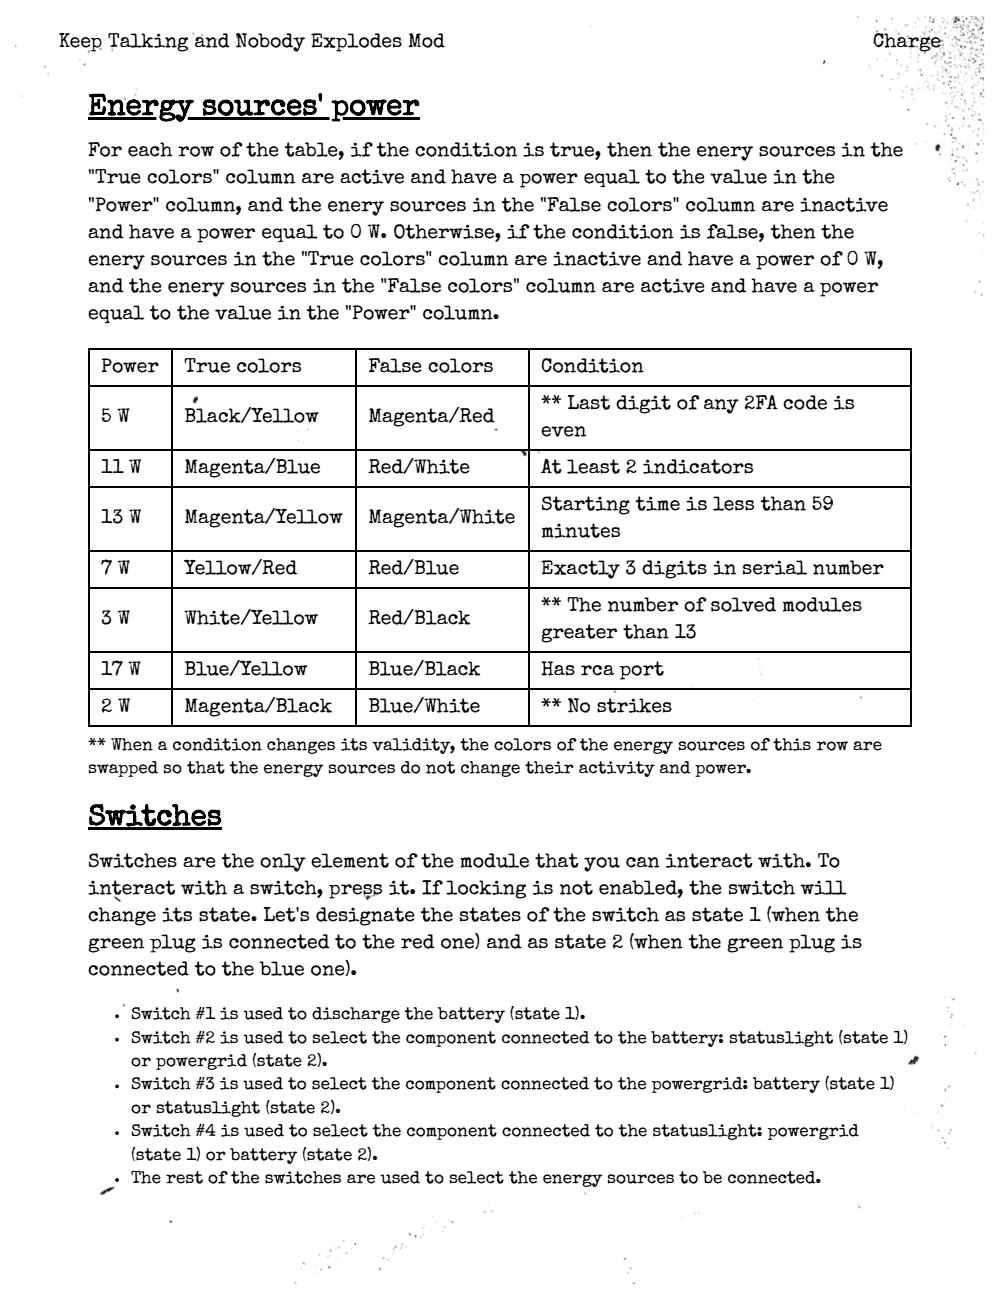 Keep Talking and Nobody Explodes Mod
Charge
Energy sources' power
For each row of the table, if the condition is true, then the enery sources in the
"True colors" column are active and have a power equal to the value in the
"Power" column, and the enery sources in the "False colors" column are inactive
and have a power equal to 0 W. Otherwise, if the condition is false, then the
enery sources in the "True colors" column are inactive and have a power of 0 W,
and the enery sources in the "False colors" column are active and have a power
equal to the value in the "Power" column.
Power True colors False colors Condition
5 W Black/Yellow Magenta/Red ** Last digit of any 2FA code is
even
11 W Magenta/Blue Red/White At least 2 indicators
13 W Magenta/Yellow Magenta/White Starting time is less than 59
minutes
7 W Yellow/Red Red/Blue Exactly 3 digits in serial number
3 W White/Yellow Red/Black ** The number of solved modules
greater than 13
17 W Blue/Yellow Blue/Black Has rca port
2 W Magenta/Black Blue/White ** No strikes
** When a condition changes its validity, the colors of the energy sources of this row are
swapped so that the energy sources do not change their activity and power.
Switches
Switches are the only element of the module that you can interact with. To
interact with a switch, press it. If locking is not enabled, the switch will
change its state. Let's designate the states of the switch as state 1 (when the
green plug is connected to the red one) and as state 2 (when the green plug is
connected to the blue one).
• Switch #1 is used to discharge the battery (state 1).
• Switch #2 is used to select the component connected to the battery: statuslight (state 1)
or powergrid (state 2).
• Switch #3 is used to select the component connected to the powergrid: battery (state 1)
or statuslight (state 2).
• Switch #4 is used to select the component connected to the statuslight: powergrid
(state 1) or battery (state 2).
• The rest of the switches are used to select the energy sources to be connected.